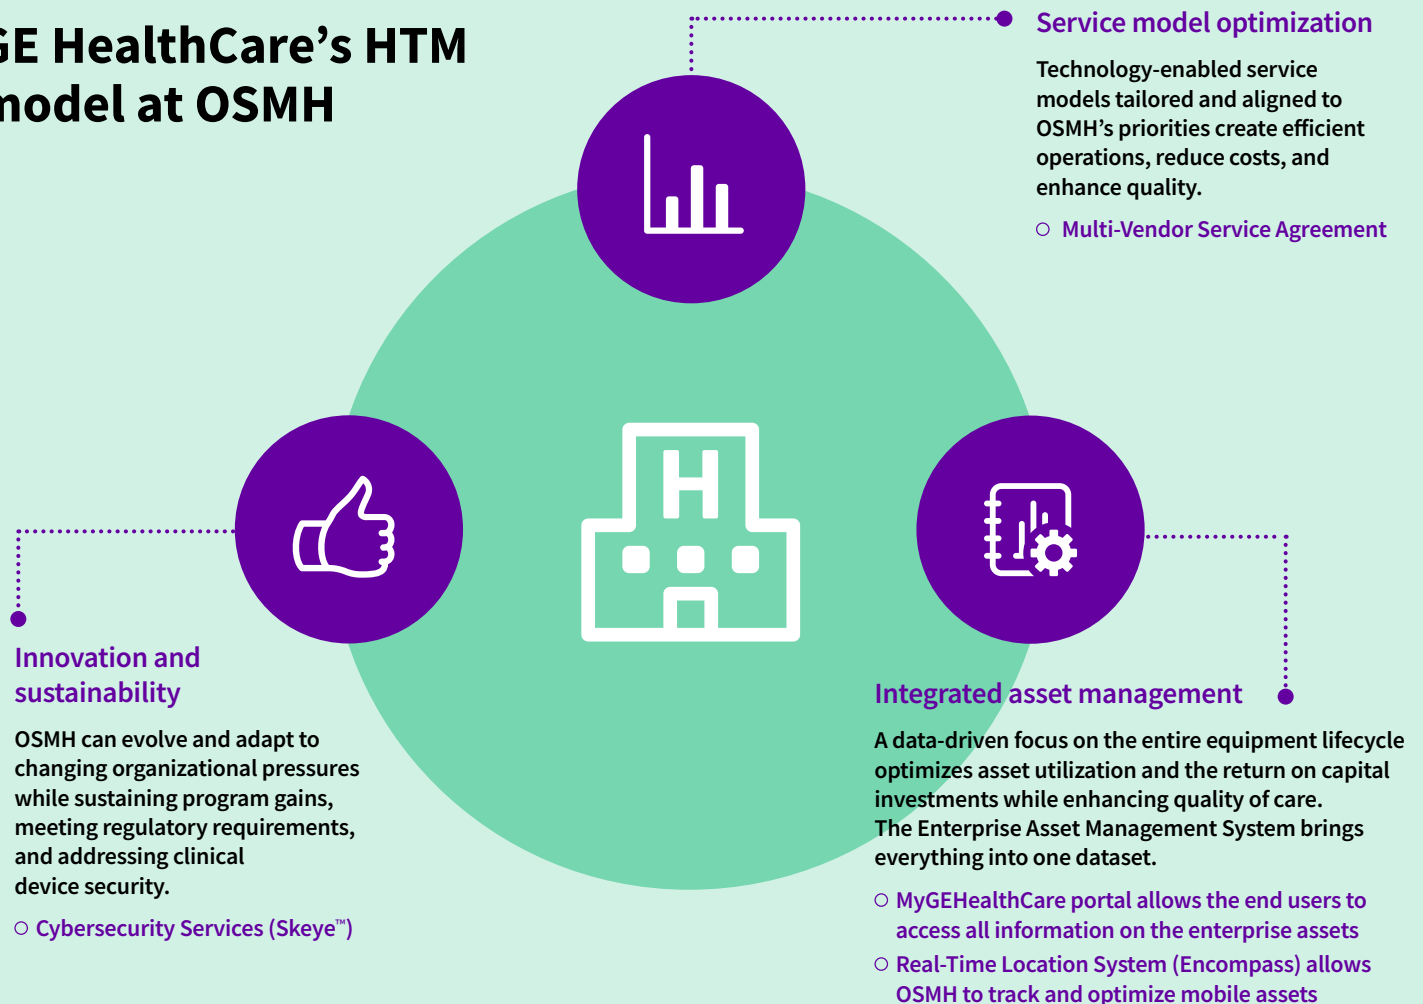 GE HealthCare’s HTM
model at OSMH
Service model optimization
Technology-enabled service
models tailored and aligned to
OSMH’s priorities create efficient
operations, reduce costs, and
enhance quality.
Multi-Vendor Service Agreement
H
Innovation and
sustainability
OSMH can evolve and adapt to
changing organizational pressures
while sustaining program gains,
meeting regulatory requirements,
and addressing clinical
device security.
Cybersecurity Services (Skeye™)
Integrated asset management
A data-driven focus on the entire equipment lifecycle
optimizes asset utilization and the return on capital
investments while enhancing quality of care.
The Enterprise Asset Management System brings
everything into one dataset.
MyGEHealthCare portal allows the end users to
access all information on the enterprise assets
Real-Time Location System (Encompass) allows
OSMH to track and optimize mobile assets